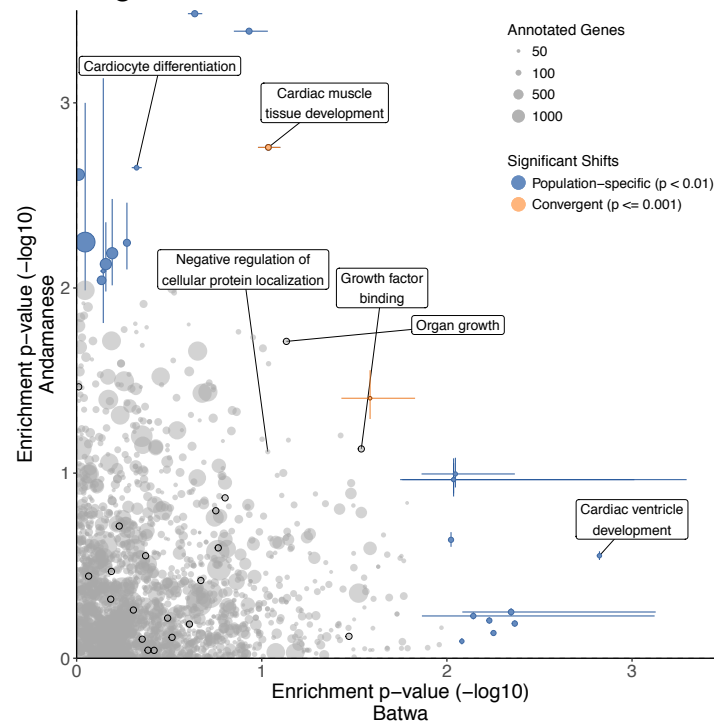 Annotated Genes
50
100
500
1000
Significant Shifts
Population−specific (p < 0.01)
Convergent (p <= 0.001)
Cardiocyte differentiation
Cardiac muscle
tissue development
Negative regulation of
cellular protein localization
Growth factor
binding
Organ growth
Cardiac ventricle
development
Enrichment p−value (−log10)
Andamanese
3
2
1
0
0
1
2
3
Enrichment p−value (−log10)
Batwa